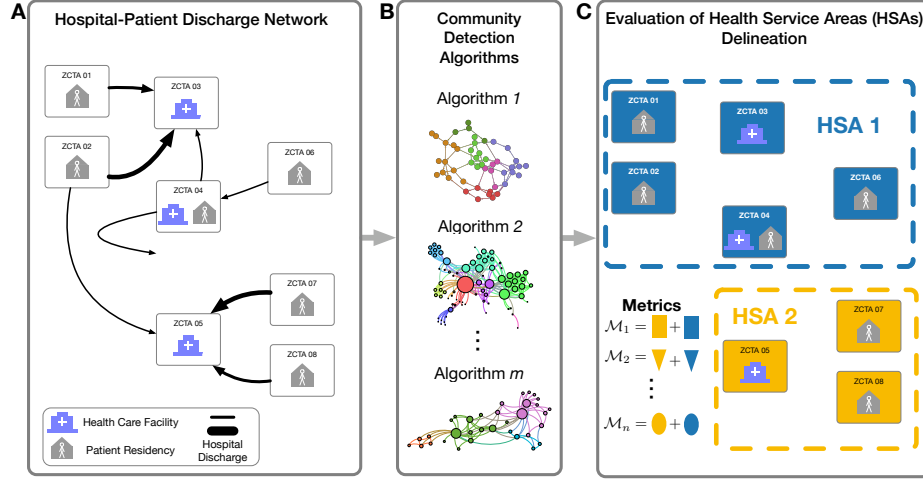 A
Hospital-Patient Discharge Network
ZCTA 01
ZCTA 03
ZCTA 02
ZCTA 06
ZCTA 04
ZCTA 07
ZCTA 05
ZCTA 08
Health Care Facility
Patient Residency
Hospital
Discharge
B
Community
Detection
Algorithms
Algorithm 1
Algorithm 2
Algorithm m
C
Evaluation of Health Service Areas (HSAs)
Delineation
ZCTA 01
ZCTA 03
HSA 1
ZCTA 02
ZCTA 06
ZCTA 04
Metrics
M₁ = +
M₂ = +
Mₙ = +
HSA 2
ZCTA 07
ZCTA 05
ZCTA 08